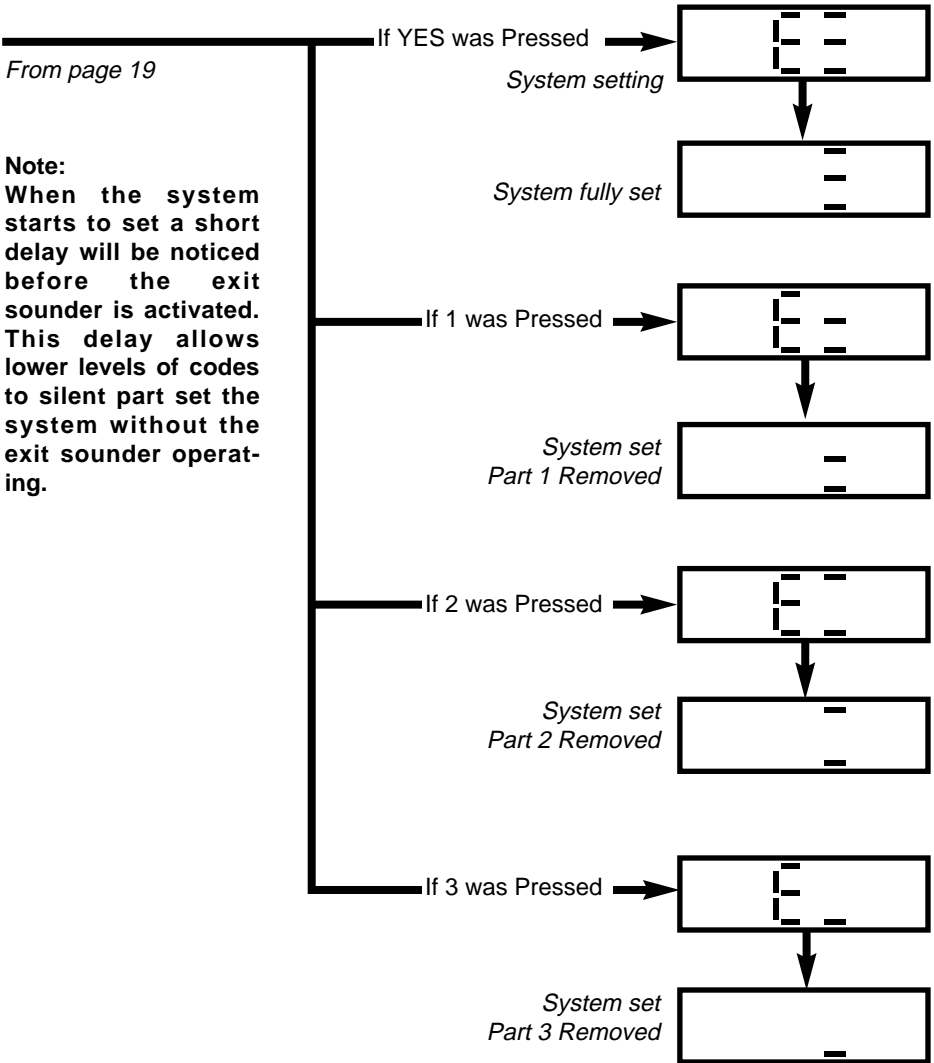 If YES was Pressed
From page 19
System setting
Note:
When the system
starts to set a short
delay will be noticed
before the exit
sounder is activated.
This delay allows
lower levels of codes
to silent part set the
system without the
exit sounder operat-
ing.
E
System fully set
If 1 was Pressed
E
System set
Part 1 Removed
If 2 was Pressed
E
System set
Part 2 Removed
If 3 was Pressed
E
System set
Part 3 Removed